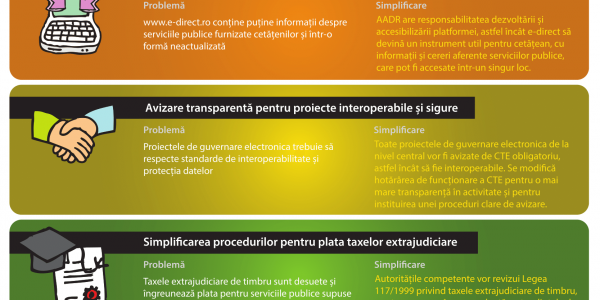 Problemă
www.e-direct.ro conține puține informații despre
serviciile publice furnizate cetățenilor și într-o
formă neactualizată
Simplificare
AADR are responsabilitatea dezvoltării și
accesibilizării platformei, astfel încât e-direct să
devină un instrument util pentru cetățean, cu
informații și cereri aferente serviciilor publice,
care pot fi accesate într-un singur loc.
Avizare transparentă pentru proiecte interoperabile și sigure
Problemă
Proiectele de guvernare electronica trebuie să
respecte standarde de interoperabilitate și
protecția datelor
Simplificare
Toate proiectele de guvernare electronica de la
nivel central vor fi avizate de CTE obligatoriu,
astfel încât să fie interoperabile. Se modifică
hotărârea de funcționare a CTE pentru o mai
mare transparență în activitate și pentru
instituirea unei proceduri clare de avizare.
Simplificarea procedurilor pentru plata taxelor extrajudiciare
Problemă
Taxele extrajudiciare de timbru sunt desuete și
îngreunează plata pentru serviciile publice supuse
Simplificare
Autoritățile competente vor revizui Legea
117/1999 privind taxele extrajudiciare de timbru,